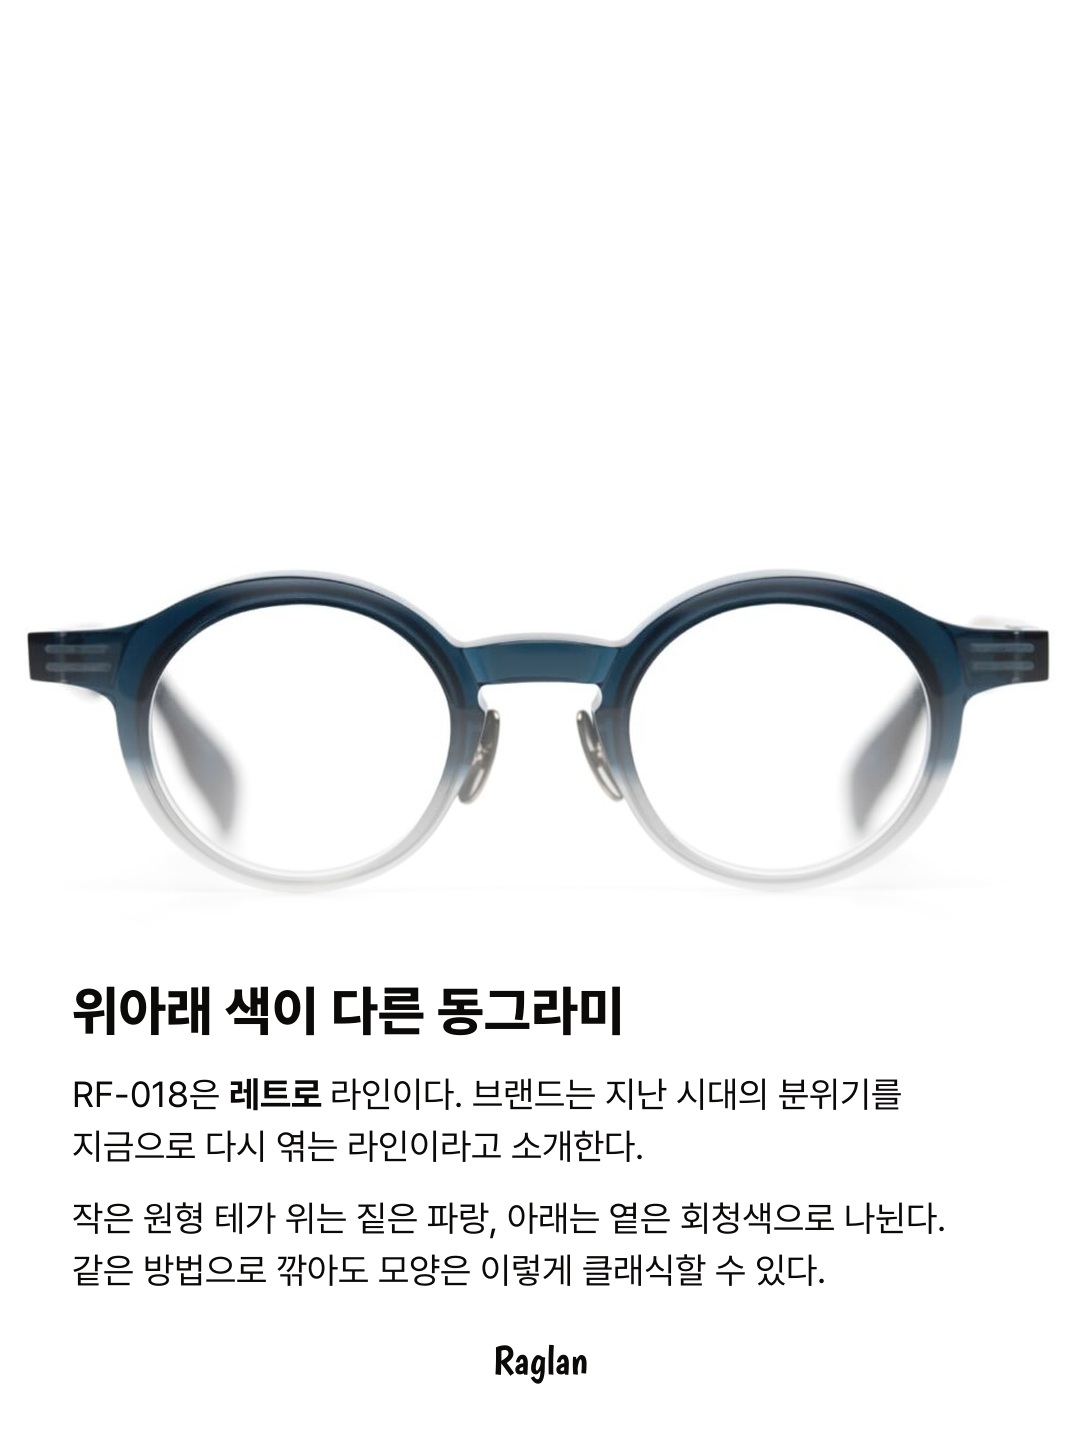 위아래 색이 다른 동그라미
RF-018은 레트로 라인이다. 브랜드는 지난 시대의 분위기를
지금으로 다시 엮는 라인이라고 소개한다.
작은 원형 테가 위는 짙은 파랑, 아래는 옅은 회청색으로 나뉜다.
같은 방법으로 깎아도 모양은 이렇게 클래식할 수 있다.
Raglan